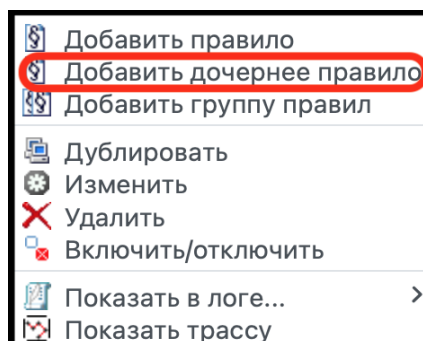 Добавить правило
Добавить дочернее правило
Добавить группу правил
Дублировать
Изменить
Удалить
Включить/отключить
Показать в логе...
Показать трассу